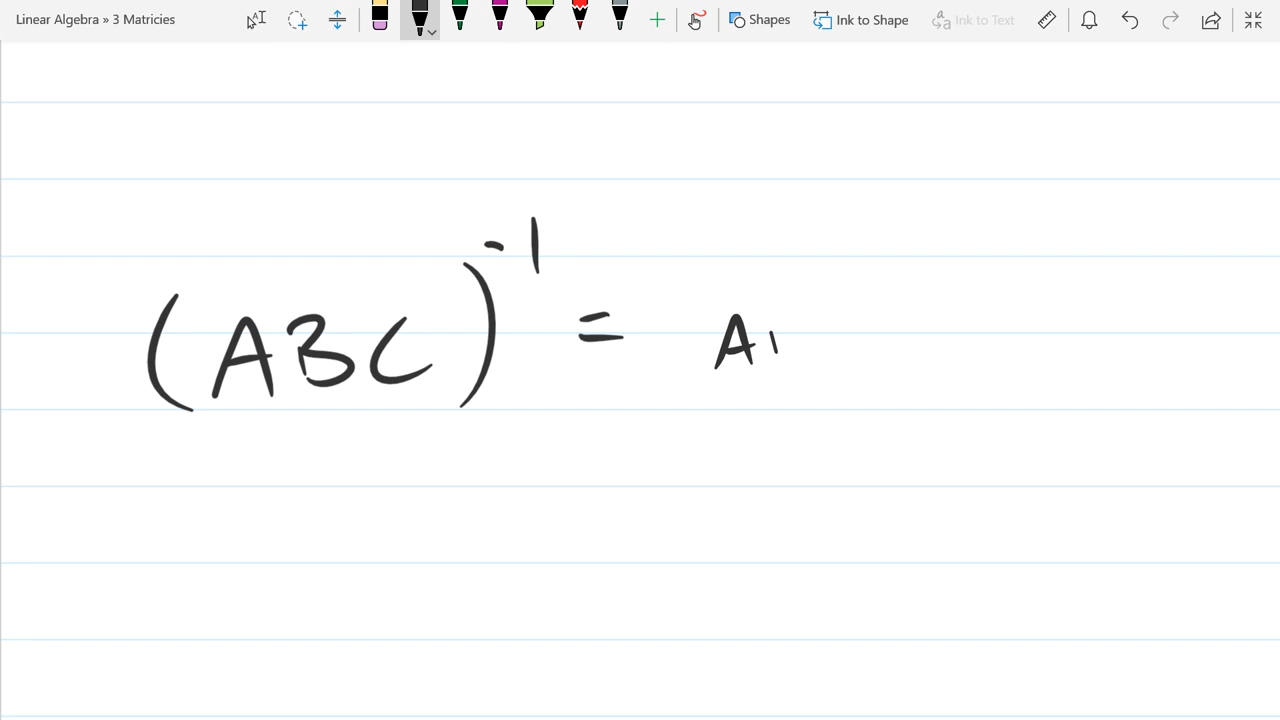 Linear Algebra » 3 Matricies Shapes Ink to Shape Ink to Text
(ABC)⁻¹ = A